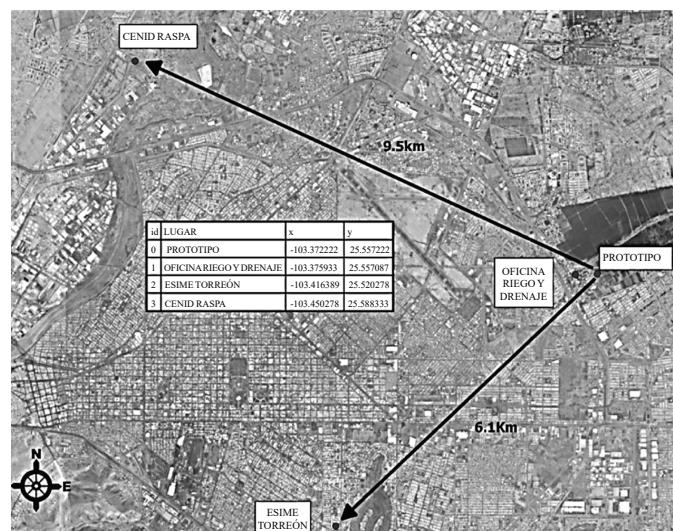 CENID RASPA
9.5km
id LUGAR x y
0 PROTOTIPO -103.372222 25.557222
1 OFICINA RIEGO Y DRENAJE -103.375933 25.557087
2 ESIME TORREÓN -103.416389 25.520278
3 CENID RASPA -103.450278 25.588333
OFICINA
RIEGO Y
DRENAJE
PROTOTIPO
6.1Km
N
E
ESIME
TORREÓN